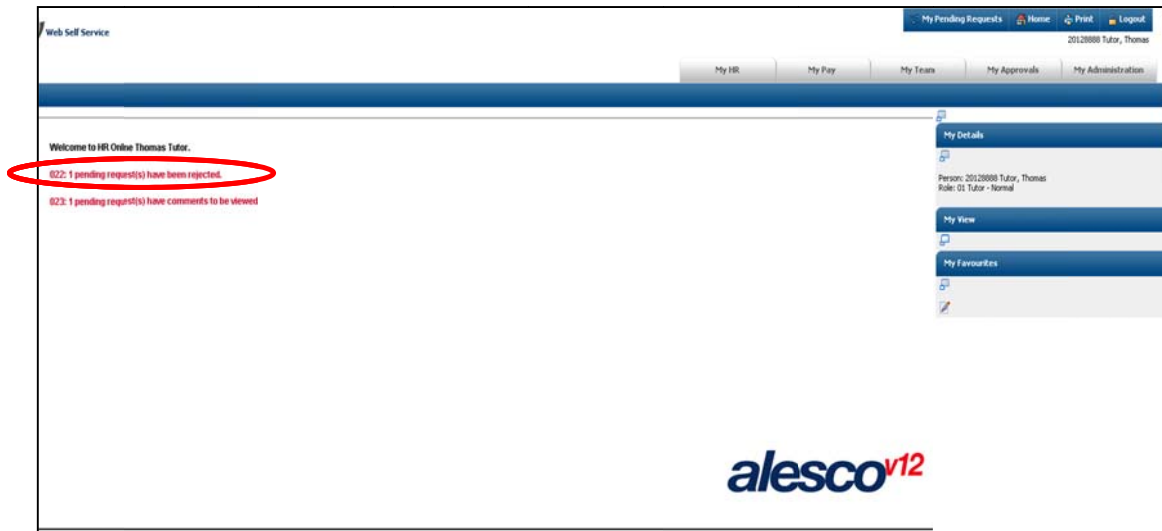 Web Self Service
My Pending Requests Home Print Logout
20128888 Tutor, Thomas
My HR My Pay My Team My Approvals My Administration
Welcome to HR Online Thomas Tutor.
022: 1 pending request(s) have been rejected.
023: 1 pending request(s) have comments to be viewed
My Details
Person: 20128888 Tutor, Thomas
Role: 01 Tutor - Normal
My View
My Favourites
alesco v12